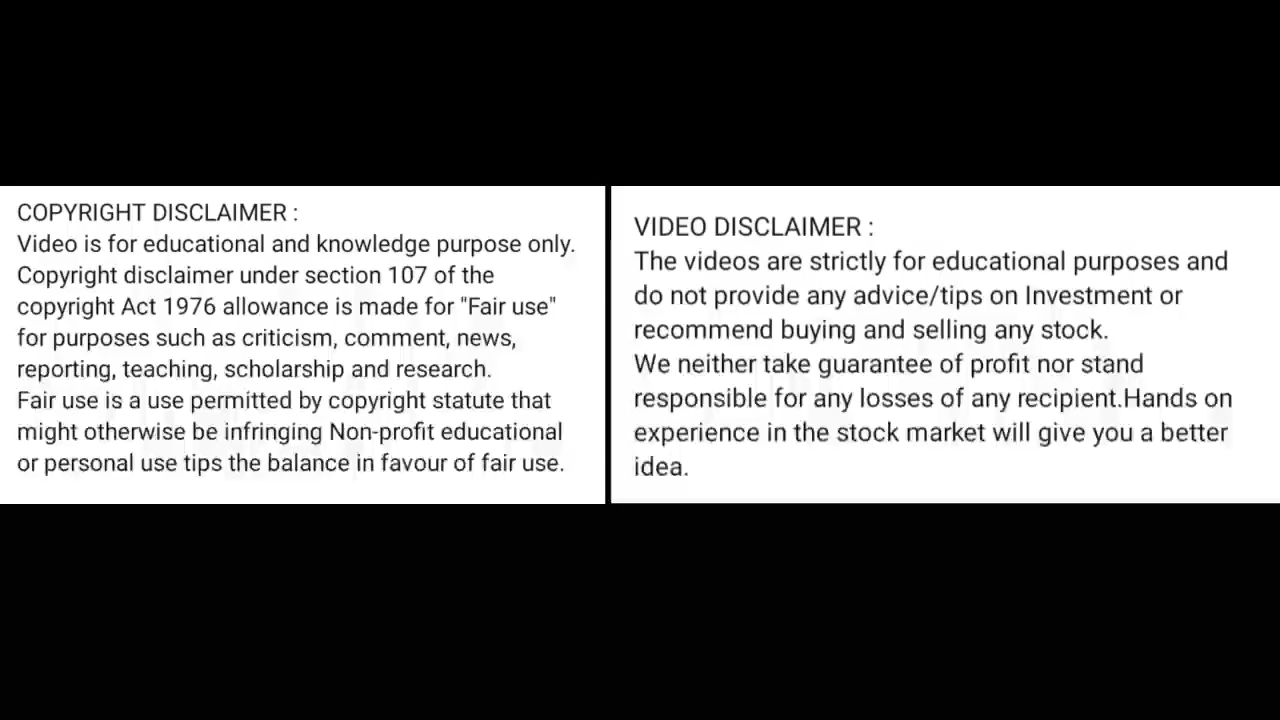 COPYRIGHT DISCLAIMER :
Video is for educational and knowledge purpose only.
Copyright disclaimer under section 107 of the
copyright Act 1976 allowance is made for "Fair use"
for purposes such as criticism, comment, news,
reporting, teaching, scholarship and research.
Fair use is a use permitted by copyright statute that
might otherwise be infringing Non-profit educational
or personal use tips the balance in favour of fair use.
VIDEO DISCLAIMER :
The videos are strictly for educational purposes and
do not provide any advice/tips on Investment or
recommend buying and selling any stock.
We neither take guarantee of profit nor stand
responsible for any losses of any recipient.Hands on
experience in the stock market will give you a better
idea.